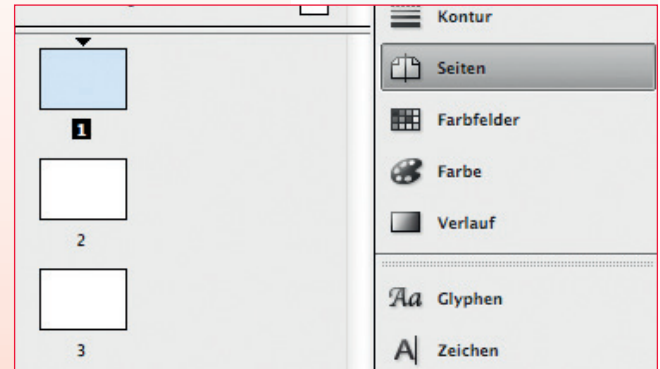 1
2
3
Kontur
Seiten
Farbfelder
Farbe
Verlauf
Glyphen
Zeichen